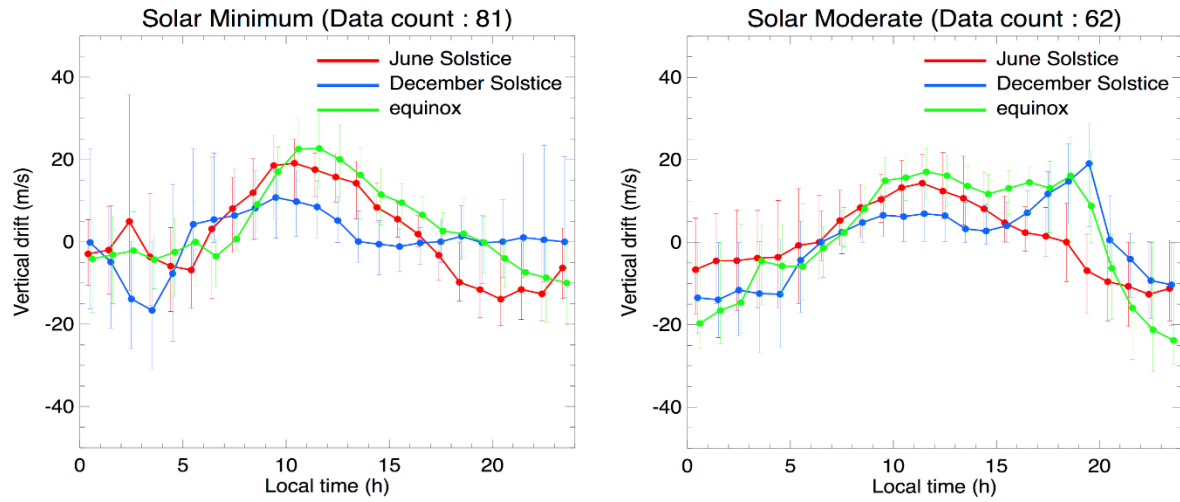 Solar Minimum (Data count : 81)
June Solstice
December Solstice
equinox
40
20
0
-20
-40
Vertical drift (m/s)
0 5 10 15 20
Local time (h)
Solar Moderate (Data count : 62)
June Solstice
December Solstice
equinox
40
20
0
-20
-40
Vertical drift (m/s)
0 5 10 15 20
Local time (h)